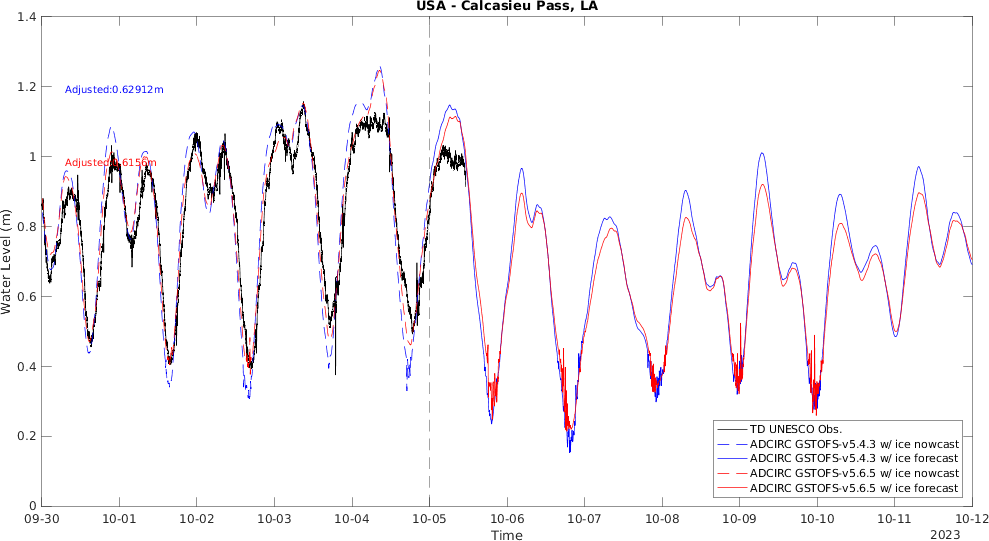 USA - Calcasieu Pass, LA
1.4
1.2
1
0.8
0.6
0.4
0.2
0
Water Level (m)
Adjusted:0.62912m
Adjusted:0.6156m
TD UNESCO Obs.
ADCIRC GSTOFS-v5.4.3 w/ ice nowcast
ADCIRC GSTOFS-v5.4.3 w/ ice forecast
ADCIRC GSTOFS-v5.6.5 w/ ice nowcast
ADCIRC GSTOFS-v5.6.5 w/ ice forecast
09-30 10-01 10-02 10-03 10-04 10-05 10-06 10-07 10-08 10-09 10-10 10-11 10-12
Time
2023